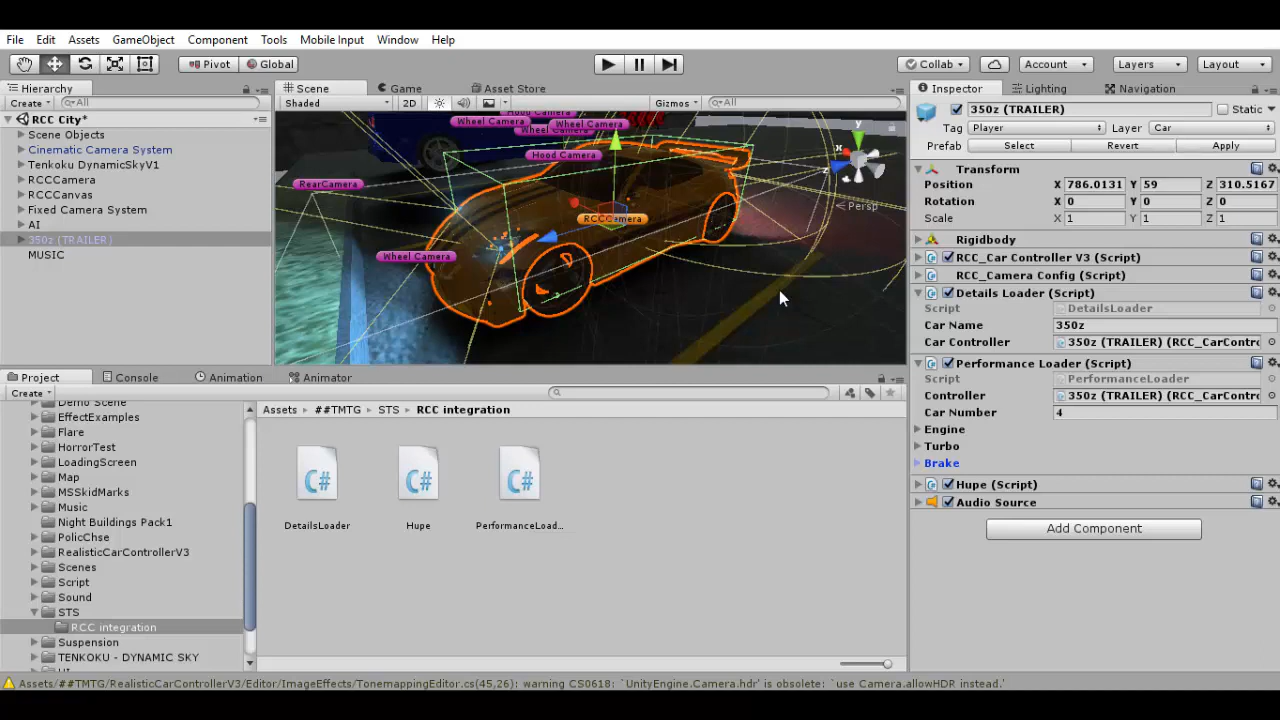 File Edit Assets GameObject Component Tools Mobile Input Window Help
Pivot Global Collab Account Layers Layout
Hierarchy
Create All
RCC City*
Scene Objects
Cinematic Camera System
Tenkoku DynamicSkyV1
RCCCamera
RCCCanvas
Fixed Camera System
AI
350z (TRAILER)
MUSIC
Scene Game Asset Store
Shaded 2D Gizmos All
Hood Camera
Wheel Camera
Wheel Camera
Wheel Camera
Hood Camera
RearCamera
RCCCamera
Wheel Camera
y
x
z
Persp
Inspector Lighting Navigation
350z (TRAILER) Static
Tag Player Layer Car
Prefab Select Revert Apply
Transform
Position X 786.0131 Y 59 Z 310.5167
Rotation X 0 Y 0 Z 0
Scale X 1 Y 1 Z 1
Rigidbody
RCC_Car Controller V3 (Script)
RCC_Camera Config (Script)
Details Loader (Script)
Script DetailsLoader
Car Name 350z
Car Controller 350z (TRAILER) (RCC_CarContro
Performance Loader (Script)
Script PerformanceLoader
Controller 350z (TRAILER) (RCC_CarContro
Car Number 4
Engine
Turbo
Brake
Hupe (Script)
Audio Source
Add Component
Project Console Animation Animator
Create
Demo Scene
EffectExamples
Flare
HorrorTest
LoadingScreen
Map
MSSkidMarks
Music
Night Buildings Pack1
PolicChse
RealisticCarControllerV3
Scenes
Script
Sound
STS
RCC integration
Suspension
TENKOKU - DYNAMIC SKY
UI
Assets ##TMTG STS RCC integration
C# C# C#
DetailsLoader Hupe PerformanceLoad...
Assets/##TMTG/RealisticCarControllerV3/Editor/ImageEffects/TonemappingEditor.cs(45,26): warning CS0618: `UnityEngine.Camera.hdr' is obsolete: `use Camera.allowHDR instead.'